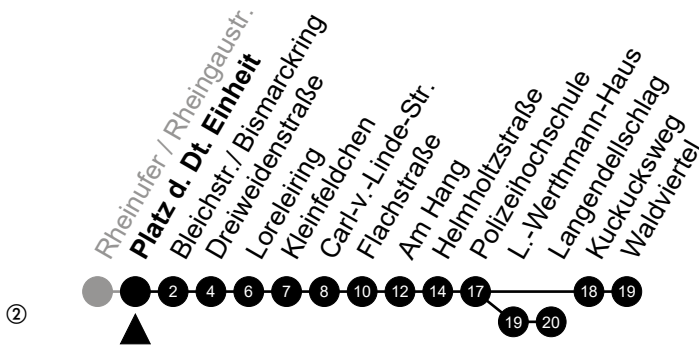 Rheinufer / Rheingaustr.
Platz d. Dt. Einheit
Bleichstr./ Bismarckring
Dreiweidenstraße
Loreleiring
Kleinfeldchen
Carl-v.-Linde-Str.
Flachstraße
Am Hang
Helmholtzstraße
Polizeihochschule
L.-Werthmann-Haus
Langendellschlag
Kuckucksweg
Waldviertel
2 4 6 7 8 10 12 14 17 18 19
② 19 20